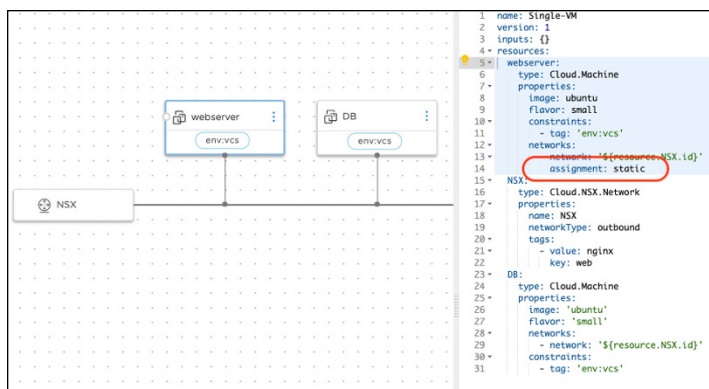 webserver
env:vcs
DB
env:vcs
NSX
1 name: Single-VM
2 version: 1
3 inputs: {}
4 resources:
5 webserver:
6 type: Cloud.Machine
7 properties:
8 image: ubuntu
9 flavor: small
10 constraints:
11 - tag: 'env:vcs'
12 networks:
13 network: '${resource.NSX.id}'
14 assignment: static
15 NSX:
16 type: Cloud.NSX.Network
17 properties:
18 name: NSX
19 networkType: outbound
20 tags:
21 - value: nginx
22 key: web
23 DB:
24 type: Cloud.Machine
25 properties:
26 image: 'ubuntu'
27 flavor: 'small'
28 networks:
29 - network: '${resource.NSX.id}'
30 constraints:
31 - tag: 'env:vcs'